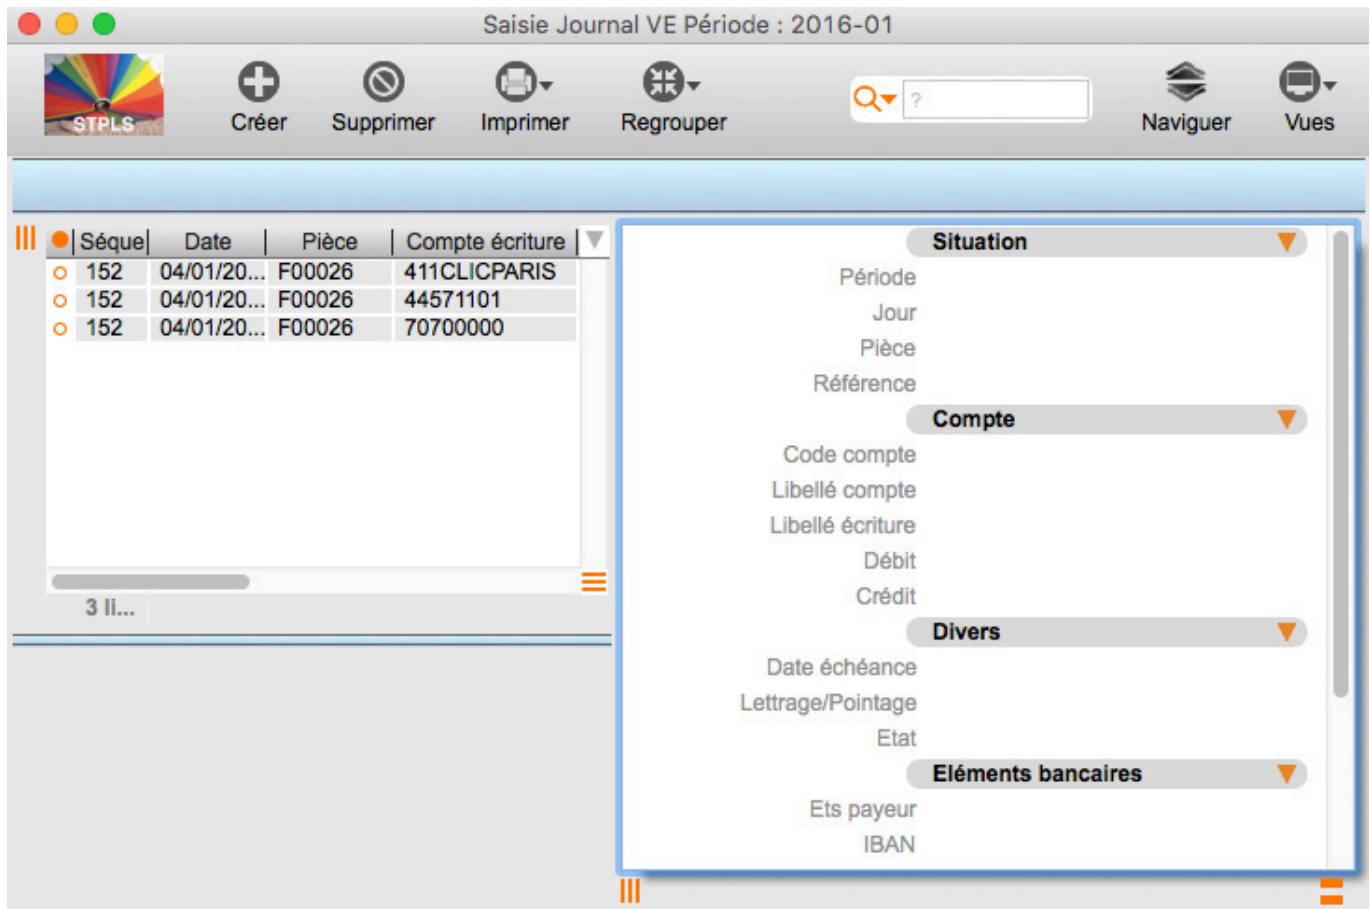 Saisie Journal VE Période : 2016-01
STPLS Créer Supprimer Imprimer Regrouper ? Naviguer Vues
Séque Date Pièce Compte écriture
152 04/01/20... F00026 411CLICPARIS
152 04/01/20... F00026 44571101
152 04/01/20... F00026 70700000
3 li...
Situation
Période
Jour
Pièce
Référence
Compte
Code compte
Libellé compte
Libellé écriture
Débit
Crédit
Divers
Date échéance
Lettrage/Pointage
Etat
Eléments bancaires
Ets payeur
IBAN